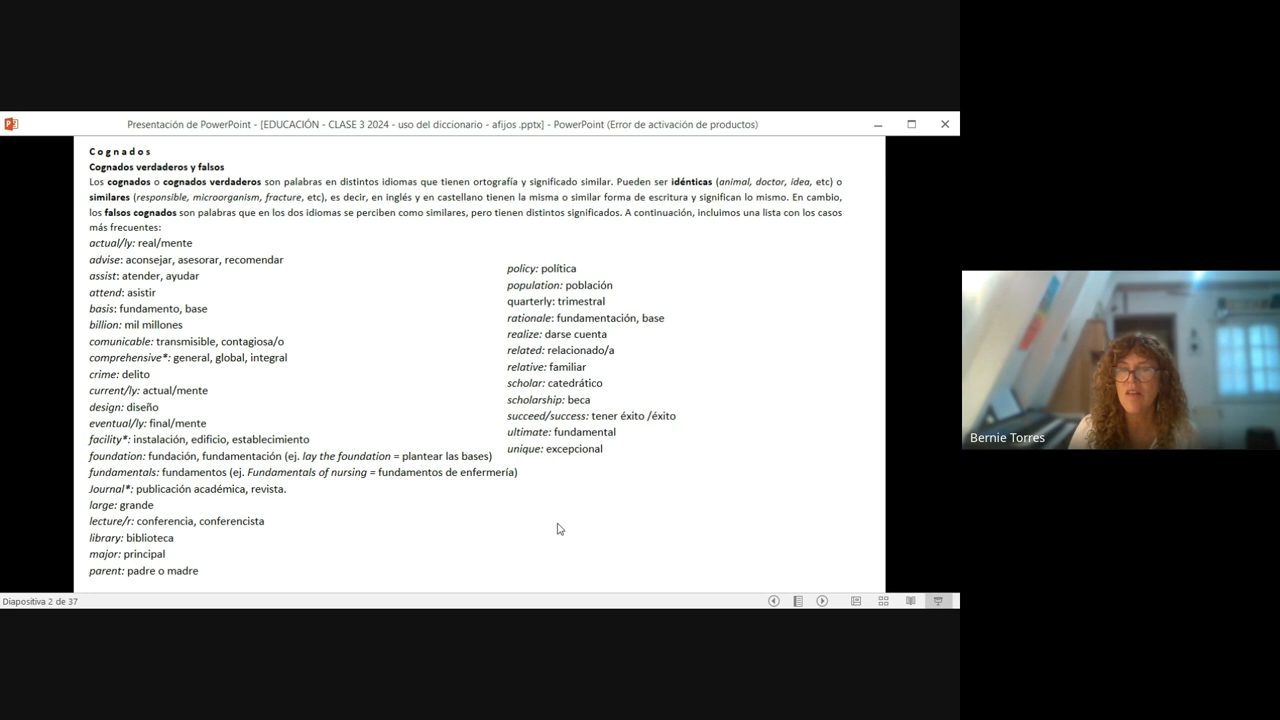 Presentación de PowerPoint - [EDUCACIÓN - CLASE 3 2024 - uso del diccionario - afijos .pptx] - PowerPoint (Error de activación de productos)
C o g n a d o s
Cognados verdaderos y falsos
Los cognados o cognados verdaderos son palabras en distintos idiomas que tienen ortografía y significado similar. Pueden ser idénticas (animal, doctor, idea, etc) o
similares (responsible, microorganism, fracture, etc), es decir, en inglés y en castellano tienen la misma o similar forma de escritura y significan lo mismo. En cambio,
los falsos cognados son palabras que en los dos idiomas se perciben como similares, pero tienen distintos significados. A continuación, incluimos una lista con los casos
más frecuentes:
actual/ly: real/mente
advise: aconsejar, asesorar, recomendar
assist: atender, ayudar
attend: asistir
basis: fundamento, base
billion: mil millones
comunicable: transmisible, contagiosa/o
comprehensive*: general, global, integral
crime: delito
current/ly: actual/mente
design: diseño
eventual/ly: final/mente
facility*: instalación, edificio, establecimiento
foundation: fundación, fundamentación (ej. lay the foundation = plantear las bases)
fundamentals: fundamentos (ej. Fundamentals of nursing = fundamentos de enfermería)
Journal*: publicación académica, revista.
large: grande
lecture/r: conferencia, conferencista
library: biblioteca
major: principal
parent: padre o madre
policy: política
population: población
quarterly: trimestral
rationale: fundamentación, base
realize: darse cuenta
related: relacionado/a
relative: familiar
scholar: catedrático
scholarship: beca
succeed/success: tener éxito /éxito
ultimate: fundamental
unique: excepcional
Diapositiva 2 de 37
Bernie Torres